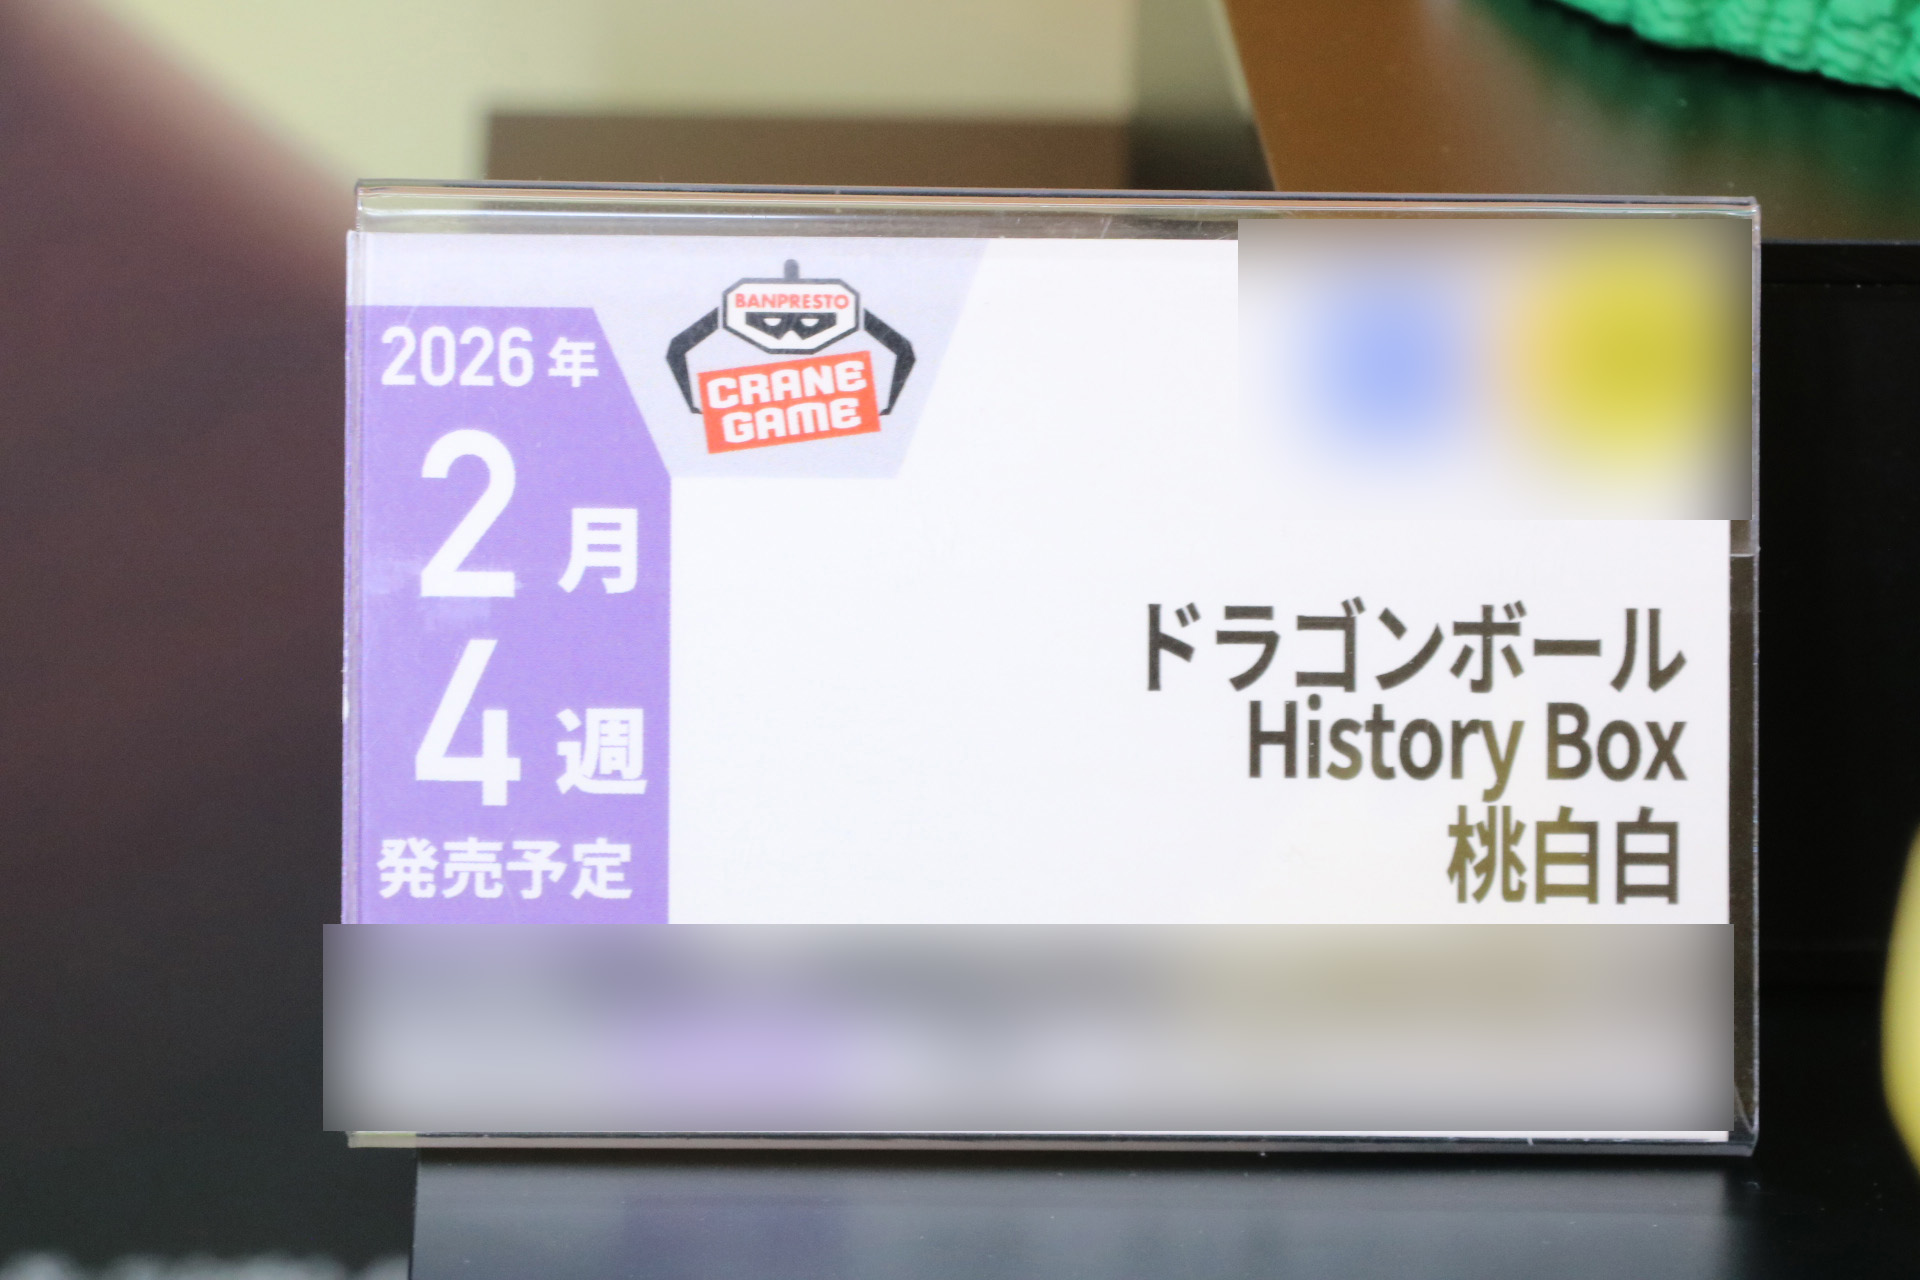 2026年
2月
4週
発売予定
BANPRESTO
CRANE
GAME
ドラゴンボール
History Box
桃白白